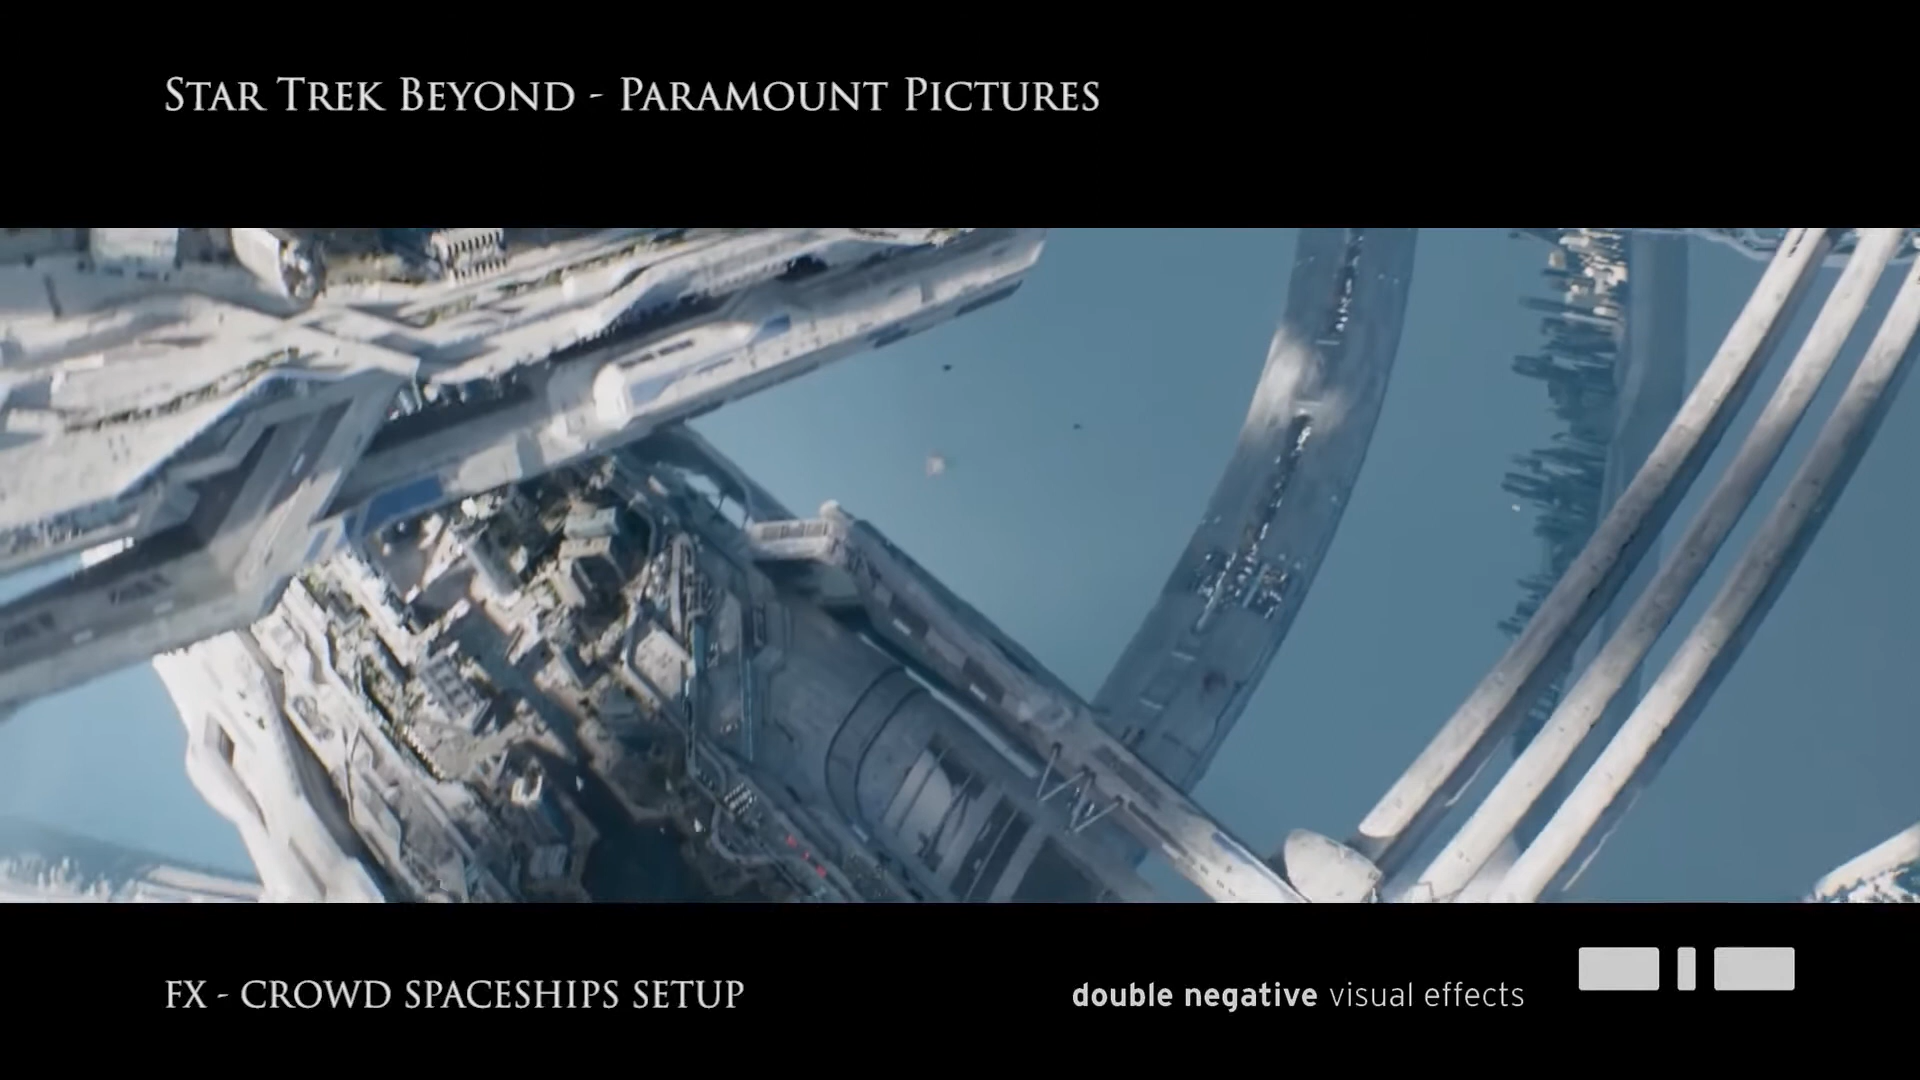 Star Trek Beyond - Paramount Pictures
FX - CROWD SPACESHIPS SETUP
double negative visual effects